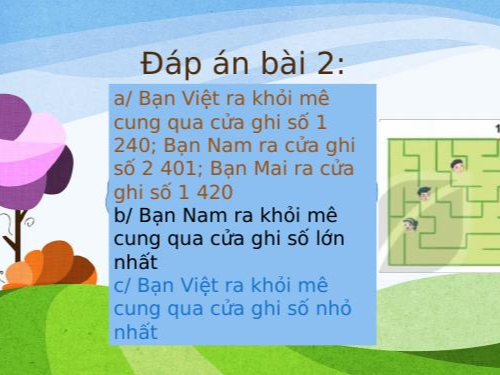 Đáp án bài 2:
a/ Bạn Việt ra khỏi mê
cung qua cửa ghi số 1
240; Bạn Nam ra cửa ghi
số 2 401; Bạn Mai ra cửa
ghi số 1 420
b/ Bạn Nam ra khỏi mê
cung qua cửa ghi số lớn
nhất
c/ Bạn Việt ra khỏi mê
cung qua cửa ghi số nhỏ
nhất